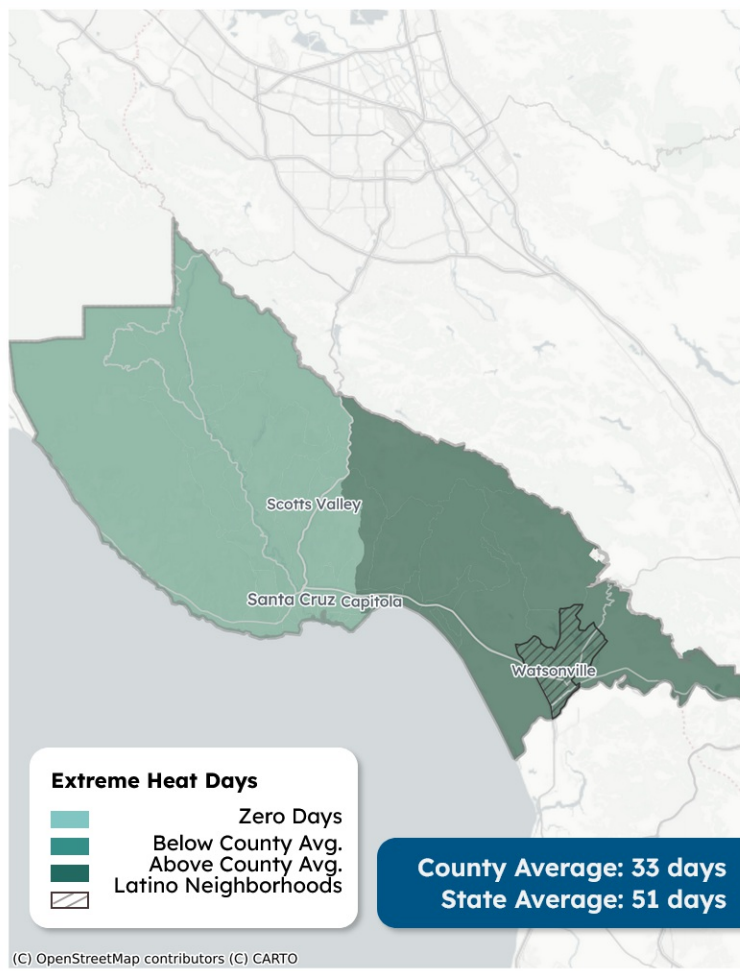 Scotts Valley
Santa Cruz
Capitola
Watsonville
Extreme Heat Days
Zero Days
Below County Avg.
Above County Avg.
Latino Neighborhoods
County Average: 33 days
State Average: 51 days
(C) OpenStreetMap contributors (C) CARTO